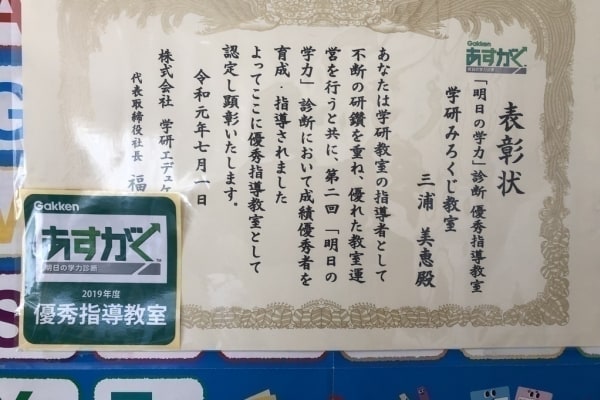 Gakken
あすがく
明日の学力診断
表彰状
「明日の学力」診断 優秀指導教室
学研みろくじ教室
三浦 美恵 殿
あなたは学研教室の指導者として
不断の研鑽を重ね、優れた教室運
営を行うと共に、第二回「明日の
学力」診断において成績優秀者を
育成・指導されました
よってここに優秀指導教室として
認定し顕彰いたします。
令和元年七月一日
株式会社 学研エデュケ
代表取締役社長 福
Gakken
あすがく
明日の学力診断
2019年度
優秀指導教室